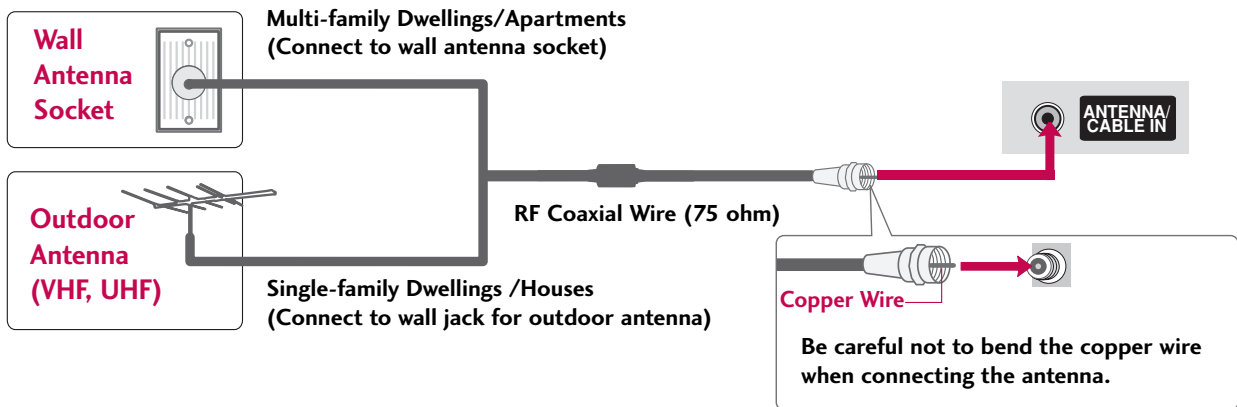 Wall
Antenna
Socket
Multi-family Dwellings/Apartments
(Connect to wall antenna socket)
ANTENNA/
CABLE IN
Outdoor
Antenna
(VHF, UHF)
RF Coaxial Wire (75 ohm)
Single-family Dwellings /Houses
(Connect to wall jack for outdoor antenna)
Copper Wire
Be careful not to bend the copper wire
when connecting the antenna.